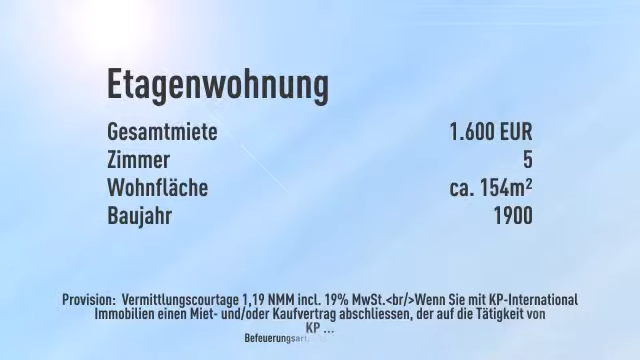 Etagenwohnung
Gesamtmiete 1.600 EUR
Zimmer 5
Wohnfläche ca. 154m²
Baujahr 1900
Provision: Vermittlungscourtage 1,19 NMM incl. 19% MwSt.<br/>Wenn Sie mit KP-International
Immobilien einen Miet- und/oder Kaufvertrag abschliessen, der auf die Tätigkeit von
KP ...
Befeuerungsart: